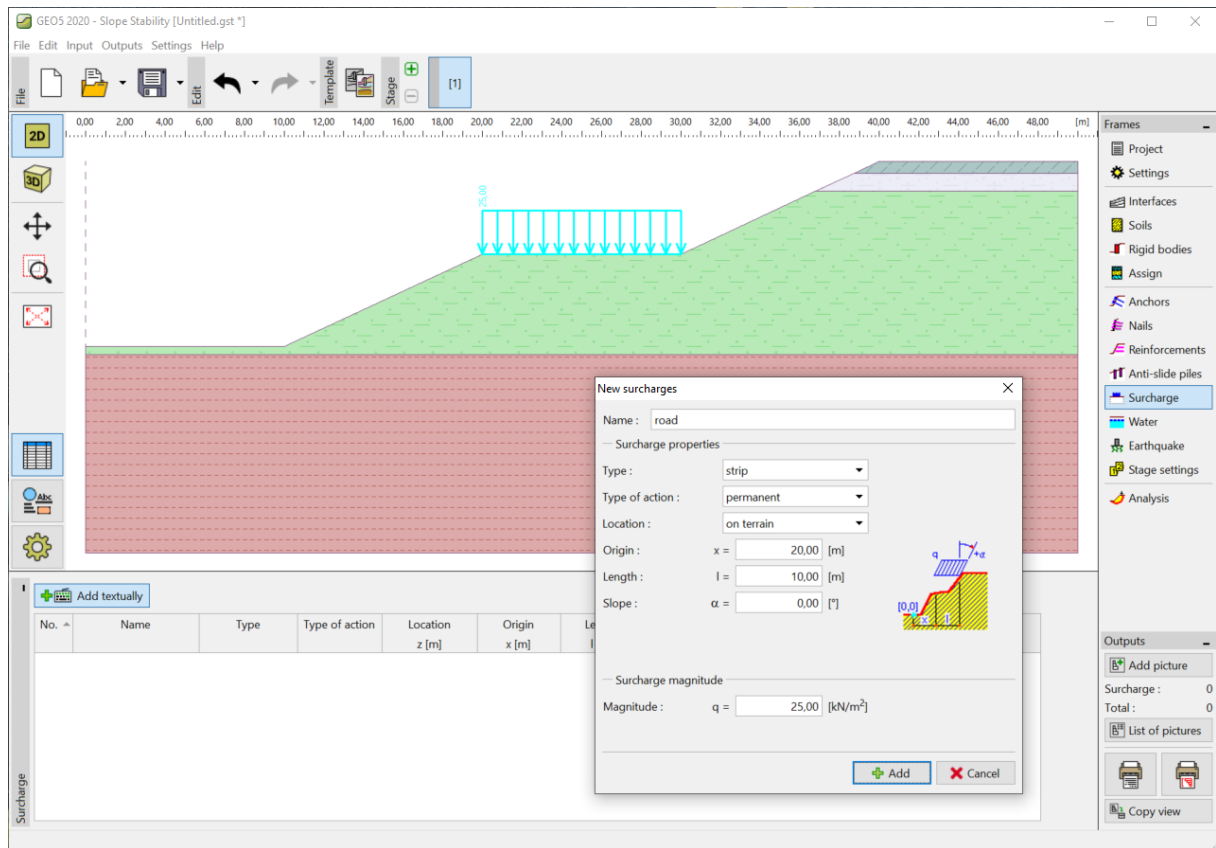 GEO5 2020 - Slope Stability [Untitled.gst *]
File Edit Input Outputs Settings Help
File
Edit
Template
Stage
[1]
0,00 2,00 4,00 6,00 8,00 10,00 12,00 14,00 16,00 18,00 20,00 22,00 24,00 26,00 28,00 30,00 32,00 34,00 36,00 38,00 40,00 42,00 44,00 46,00 48,00 [m]
2D
3D
Abc
25,00
Frames
Project
Settings
Interfaces
Soils
Rigid bodies
Assign
Anchors
Nails
Reinforcements
Anti-slide piles
Surcharge
Water
Earthquake
Stage settings
Analysis
New surcharges
Name : road
Surcharge properties
Type : strip
Type of action : permanent
Location : on terrain
Origin : x = 20,00 [m]
Length : l = 10,00 [m]
Slope : α = 0,00 [°]
q +α
[0,0]
x l
Surcharge magnitude
Magnitude : q = 25,00 [kN/m²]
Add
Cancel
Add textually
No. Name Type Type of action Location Origin Le
z [m] x [m] l
Surcharge
Outputs
Add picture
Surcharge : 0
Total : 0
List of pictures
Copy view